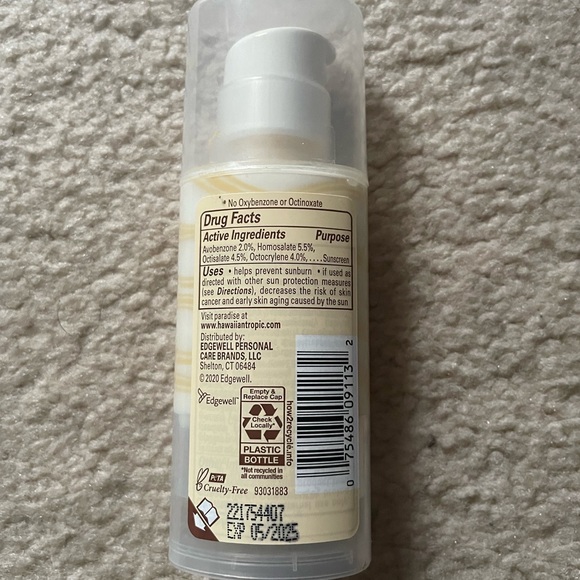 * No Oxybenzone or Octinoxate
Drug Facts
Active Ingredients Purpose
Avobenzone 2.0%, Homosalate 5.5%,
Octisalate 4.5%, Octocrylene 4.0%, ....Sunscreen
Uses • helps prevent sunburn • if used as
directed with other sun protection measures
(see Directions), decreases the risk of skin
cancer and early skin aging caused by the sun
Visit paradise at
www.hawaiiantropic.com
Distributed by:
EDGEWELL PERSONAL
CARE BRANDS, LLC
Shelton, CT 06484
© 2020 Edgewell.
Edgewell™
Empty &
Replace Cap
Check
Locally*
PLASTIC
BOTTLE
*Not recycled in
all communities
how2recycle.info
0 75486 09113 2
PETA
Cruelty-Free
93031883
221754407
EXP 05/2025